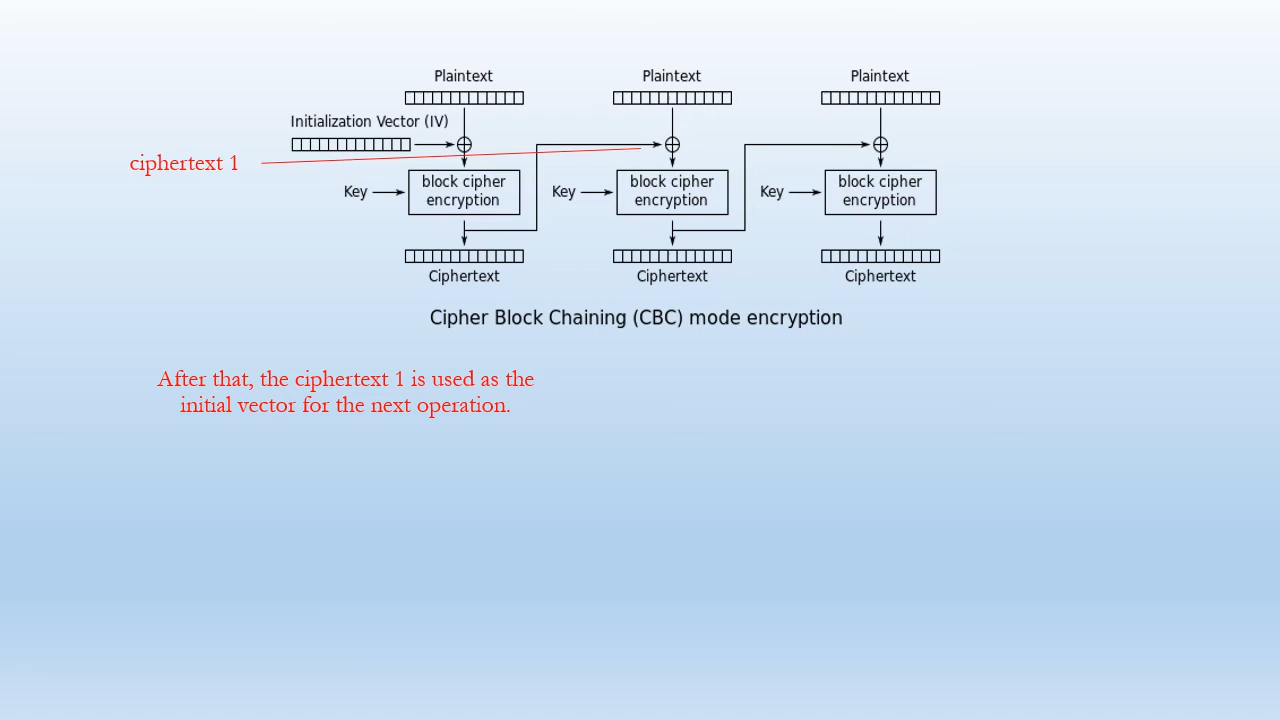 Plaintext
Plaintext
Plaintext
Initialization Vector (IV)
ciphertext 1
Key
block cipher
encryption
Key
block cipher
encryption
Key
block cipher
encryption
Ciphertext
Ciphertext
Ciphertext
Cipher Block Chaining (CBC) mode encryption
After that, the ciphertext 1 is used as the
initial vector for the next operation.